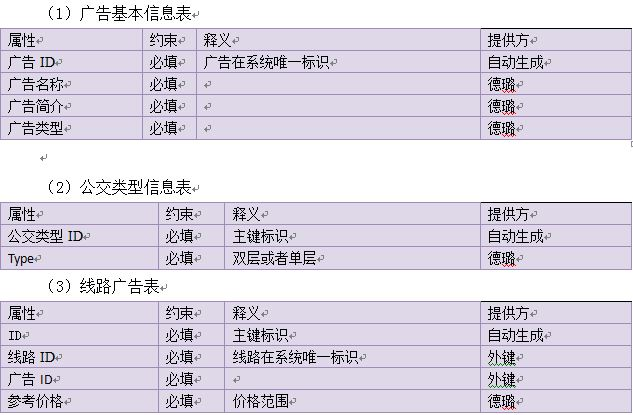 （1）广告基本信息表
属性 约束 释义 提供方
广告 ID 必填 广告在系统唯一标识 自动生成
广告名称 必填 德璐
广告简介 必填 德璐
广告类型 必填 德璐
（2）公交类型信息表
属性 约束 释义 提供方
公交类型 ID 必填 主键标识 自动生成
Type 必填 双层或者单层 德璐
（3）线路广告表
属性 约束 释义 提供方
ID 必填 主键标识 自动生成
线路 ID 必填 线路在系统唯一标识 外键
广告 ID 必填 外键
参考价格 必填 价格范围 德璐